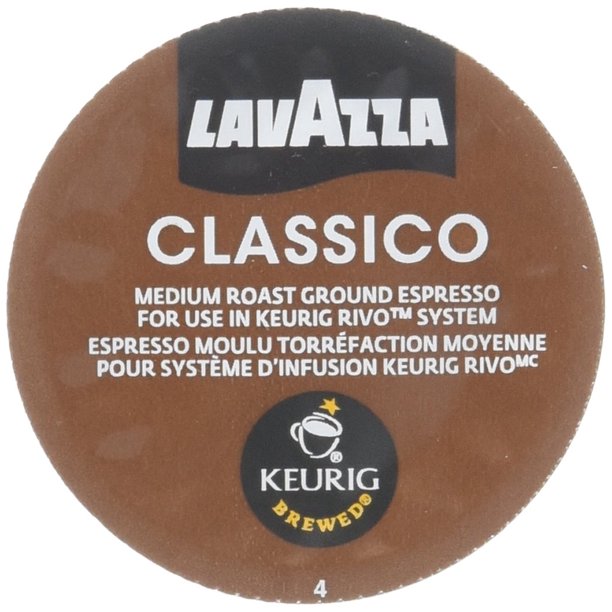 LAVAZZA
CLASSICO
MEDIUM ROAST GROUND ESPRESSO
FOR USE IN KEURIG RIVO™ SYSTEM
ESPRESSO MOULU TORRÉFACTION MOYENNE
POUR SYSTÈME D'INFUSION KEURIG RIVOMC
®
KEURIG
BREWED®
4